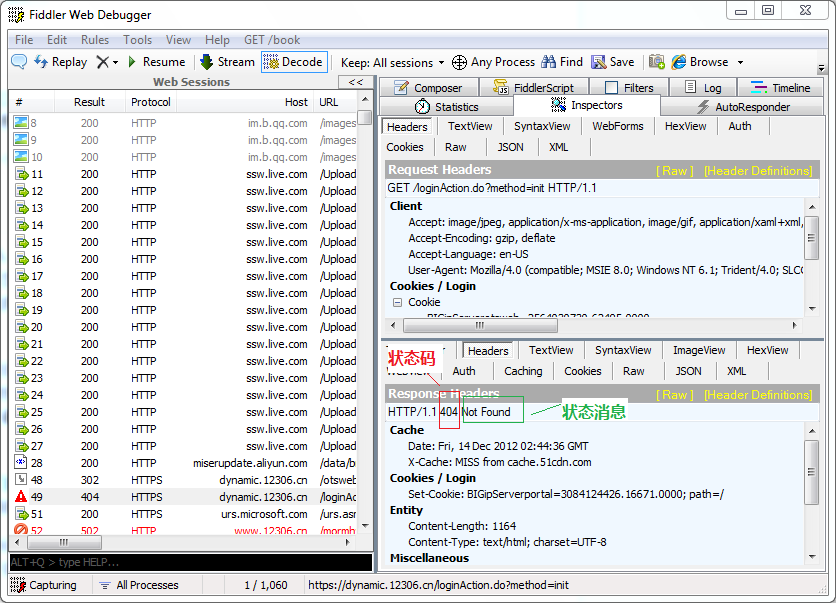 Fiddler Web Debugger
File Edit Rules Tools View Help GET /book
Replay Resume Stream Decode Keep: All sessions Any Process Find Save Browse
Web Sessions <<
# Result Protocol Host URL
8 200 HTTP im.b.qq.com /images
9 200 HTTP im.b.qq.com /images
10 200 HTTP im.b.qq.com /images
11 200 HTTP ssw.live.com /Upload
12 200 HTTP ssw.live.com /Upload
13 200 HTTP ssw.live.com /Upload
14 200 HTTP ssw.live.com /Upload
15 200 HTTP ssw.live.com /Upload
16 200 HTTP ssw.live.com /Upload
17 200 HTTP ssw.live.com /Upload
18 200 HTTP ssw.live.com /Upload
19 200 HTTP ssw.live.com /Upload
20 200 HTTP ssw.live.com /Upload
21 200 HTTP ssw.live.com /Upload
22 200 HTTP ssw.live.com /Upload
23 200 HTTP ssw.live.com /Upload
24 200 HTTP ssw.live.com /Upload
25 200 HTTP ssw.live.com /Upload
26 200 HTTP ssw.live.com /Upload
27 200 HTTP ssw.live.com /Upload
28 200 HTTP miserupdate.aliyun.com /data/b
48 302 HTTPS dynamic.12306.cn /otsweb
49 404 HTTPS dynamic.12306.cn /loginAc
51 200 HTTPS urs.microsoft.com /urs.asm
52 502 HTTP www.12306.cn /mormh
ALT+Q > type HELP...
Capturing All Processes 1 / 1,060 https://dynamic.12306.cn/loginAction.do?method=init
Composer FiddlerScript Filters Log Timeline
Statistics Inspectors AutoResponder
Headers TextView SyntaxView WebForms HexView Auth
Cookies Raw JSON XML
Request Headers [ Raw ] [Header Definitions]
GET /loginAction.do?method=init HTTP/1.1
Client
Accept: image/jpeg, application/x-ms-application, image/gif, application/xaml+xml,
Accept-Encoding: gzip, deflate
Accept-Language: en-US
User-Agent: Mozilla/4.0 (compatible; MSIE 8.0; Windows NT 6.1; Trident/4.0; SLCC
Cookies / Login
Cookie
Headers TextView SyntaxView ImageView HexView
状态码
Auth Caching Cookies Raw JSON XML
Response Headers [ Raw ] [Header Definitions]
HTTP/1.1 404 Not Found
状态消息
Cache
Date: Fri, 14 Dec 2012 02:44:36 GMT
X-Cache: MISS from cache.51cdn.com
Cookies / Login
Set-Cookie: BIGipServerportal=3084124426.16671.0000; path=/
Entity
Content-Length: 1164
Content-Type: text/html; charset=UTF-8
Miscellaneous